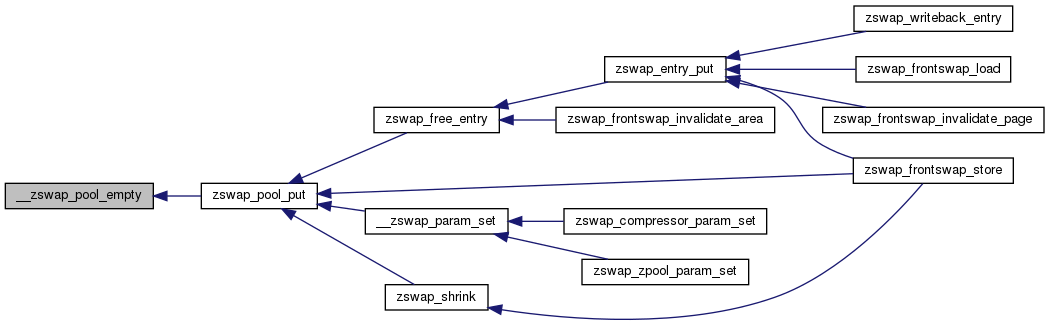 zswap_writeback_entry
zswap_entry_put
zswap_frontswap_load
zswap_free_entry
zswap_frontswap_invalidate_area
zswap_frontswap_invalidate_page
__zswap_pool_empty
zswap_pool_put
zswap_frontswap_store
__zswap_param_set
zswap_compressor_param_set
zswap_zpool_param_set
zswap_shrink